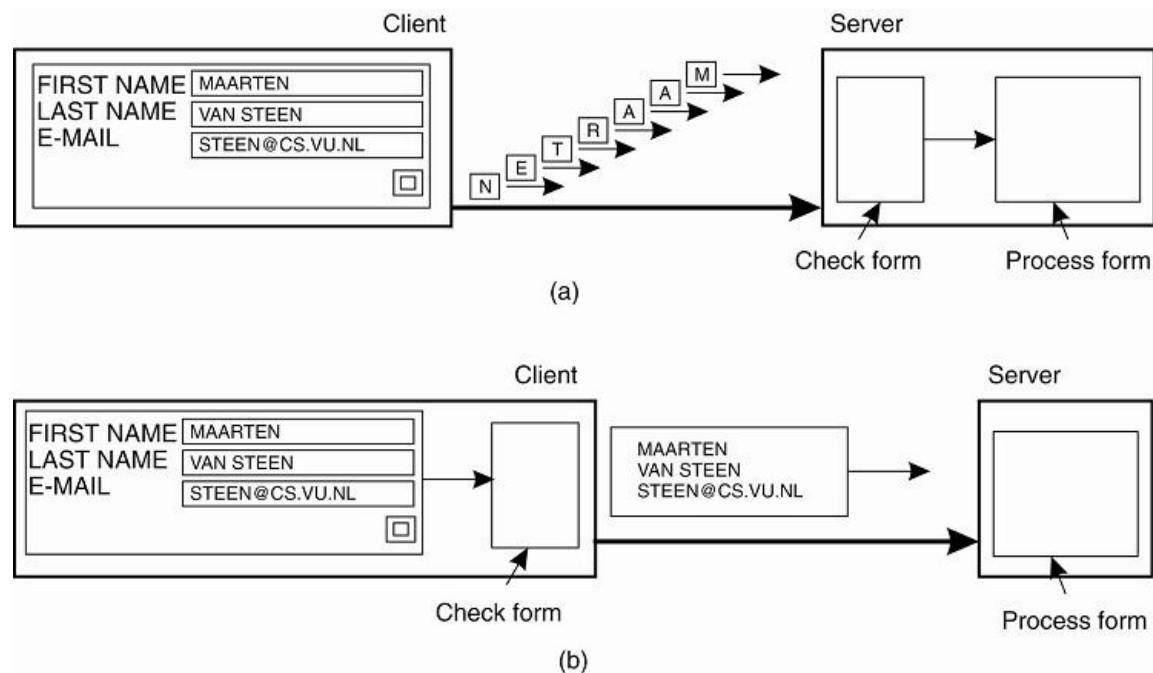 Client
Server
FIRST NAME MAARTEN
LAST NAME VAN STEEN
E-MAIL STEEN@CS.VU.NL
N E T R A A M
Check form
Process form
(a)
Client
Server
FIRST NAME MAARTEN
LAST NAME VAN STEEN
E-MAIL STEEN@CS.VU.NL
MAARTEN
VAN STEEN
STEEN@CS.VU.NL
Check form
Process form
(b)